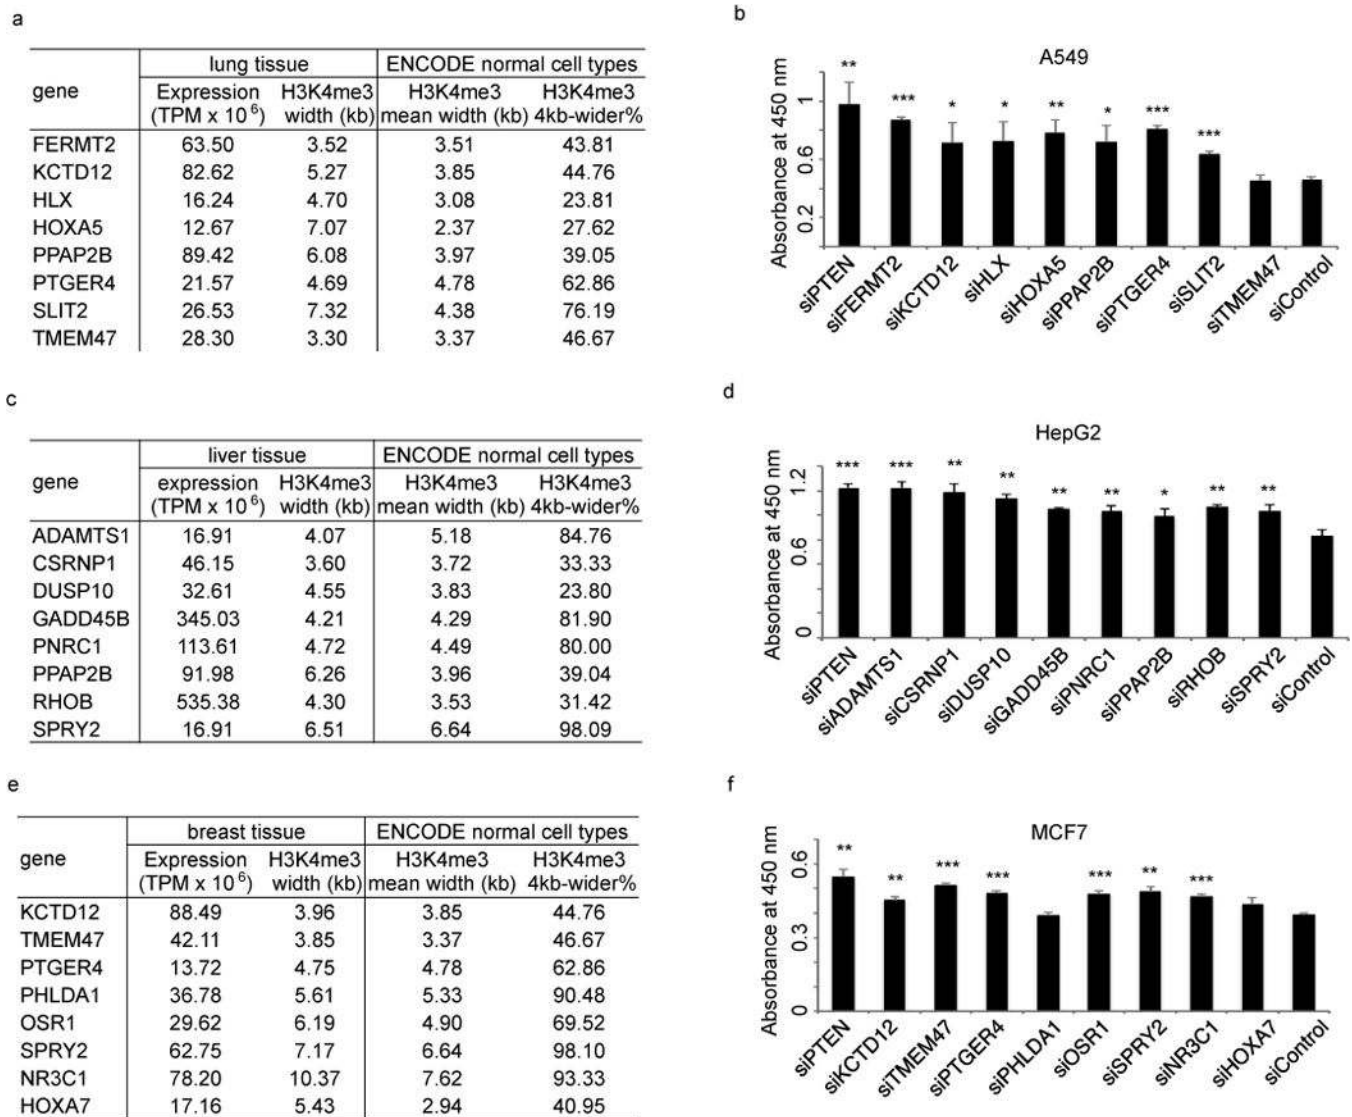 a
lung tissue ENCODE normal cell types
gene Expression (TPM x 10⁶) H3K4me3 width (kb) H3K4me3 mean width (kb) H3K4me3 4kb-wider%
FERMT2 63.50 3.52 3.51 43.81
KCTD12 82.62 5.27 3.85 44.76
HLX 16.24 4.70 3.08 23.81
HOXA5 12.67 7.07 2.37 27.62
PPAP2B 89.42 6.08 3.97 39.05
PTGER4 21.57 4.69 4.78 62.86
SLIT2 26.53 7.32 4.38 76.19
TMEM47 28.30 3.30 3.37 46.67
b
A549
Absorbance at 450 nm
1
0.6
0.2
** *** * * ** * *** ***
siPTEN siFERMT2 siKCTD12 siHLX siHOXA5 siPPAP2B siPTGER4 siSLIT2 siTMEM47 siControl
c
liver tissue ENCODE normal cell types
gene expression (TPM x 10⁶) H3K4me3 width (kb) H3K4me3 mean width (kb) H3K4me3 4kb-wider%
ADAMTS1 16.91 4.07 5.18 84.76
CSRNP1 46.15 3.60 3.72 33.33
DUSP10 32.61 4.55 3.83 23.80
GADD45B 345.03 4.21 4.29 81.90
PNRC1 113.61 4.72 4.49 80.00
PPAP2B 91.98 6.26 3.96 39.04
RHOB 535.38 4.30 3.53 31.42
SPRY2 16.91 6.51 6.64 98.09
d
HepG2
Absorbance at 450 nm
1.2
0.6
0
*** *** ** ** ** ** * ** **
siPTEN siADAMTS1 siCSRNP1 siDUSP10 siGADD45B siPNRC1 siPPAP2B siRHOB siSPRY2 siControl
e
breast tissue ENCODE normal cell types
gene Expression (TPM x 10⁶) H3K4me3 width (kb) H3K4me3 mean width (kb) H3K4me3 4kb-wider%
KCTD12 88.49 3.96 3.85 44.76
TMEM47 42.11 3.85 3.37 46.67
PTGER4 13.72 4.75 4.78 62.86
PHLDA1 36.78 5.61 5.33 90.48
OSR1 29.62 6.19 4.90 69.52
SPRY2 62.75 7.17 6.64 98.10
NR3C1 78.20 10.37 7.62 93.33
HOXA7 17.16 5.43 2.94 40.95
f
MCF7
Absorbance at 450 nm
0.6
0.3
0
** ** *** *** *** ** ***
siPTEN siKCTD12 siTMEM47 siPTGER4 siPHLDA1 siOSR1 siSPRY2 siNR3C1 siHOXA7 siControl